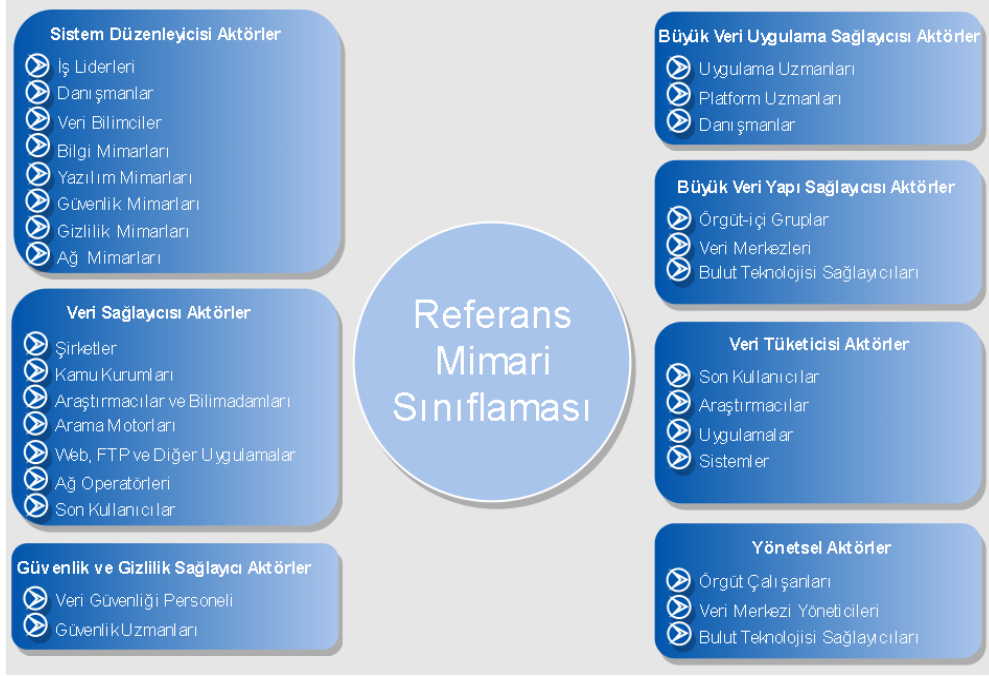 Sistem Düzenleyicisi Aktörler
İş Liderleri
Danışmanlar
Veri Bilimciler
Bilgi Mimarları
Yazılım Mimarları
Güvenlik Mimarları
Gizlilik Mimarları
Ağ Mimarları
Veri Sağlayıcısı Aktörler
Şirketler
Kamu Kurumları
Araştırmacılar ve Bilimadamları
Arama Motorları
Web, FTP ve Diğer Uygulamalar
Ağ Operatörleri
Son Kullanıcılar
Güvenlik ve Gizlilik Sağlayıcı Aktörler
Veri Güvenliği Personeli
GüvenlikUzmanları
Referans
Mimari
Sınıflaması
Büyük Veri Uygulama Sağlayıcısı Aktörler
Uygulama Uzmanları
Platform Uzmanları
Danışmanlar
Büyük Veri Yapı Sağlayıcısı Aktörler
Örgüt-içi Gruplar
Veri Merkezleri
Bulut Teknolojisi Sağlayıcıları
Veri Tüketicisi Aktörler
Son Kullanıcılar
Araştırmacılar
Uygulamalar
Sistemler
Yönetsel Aktörler
Örgüt Çalışanları
Veri Merkezi Yöneticileri
Bulut Teknolojisi Sağlayıcıları